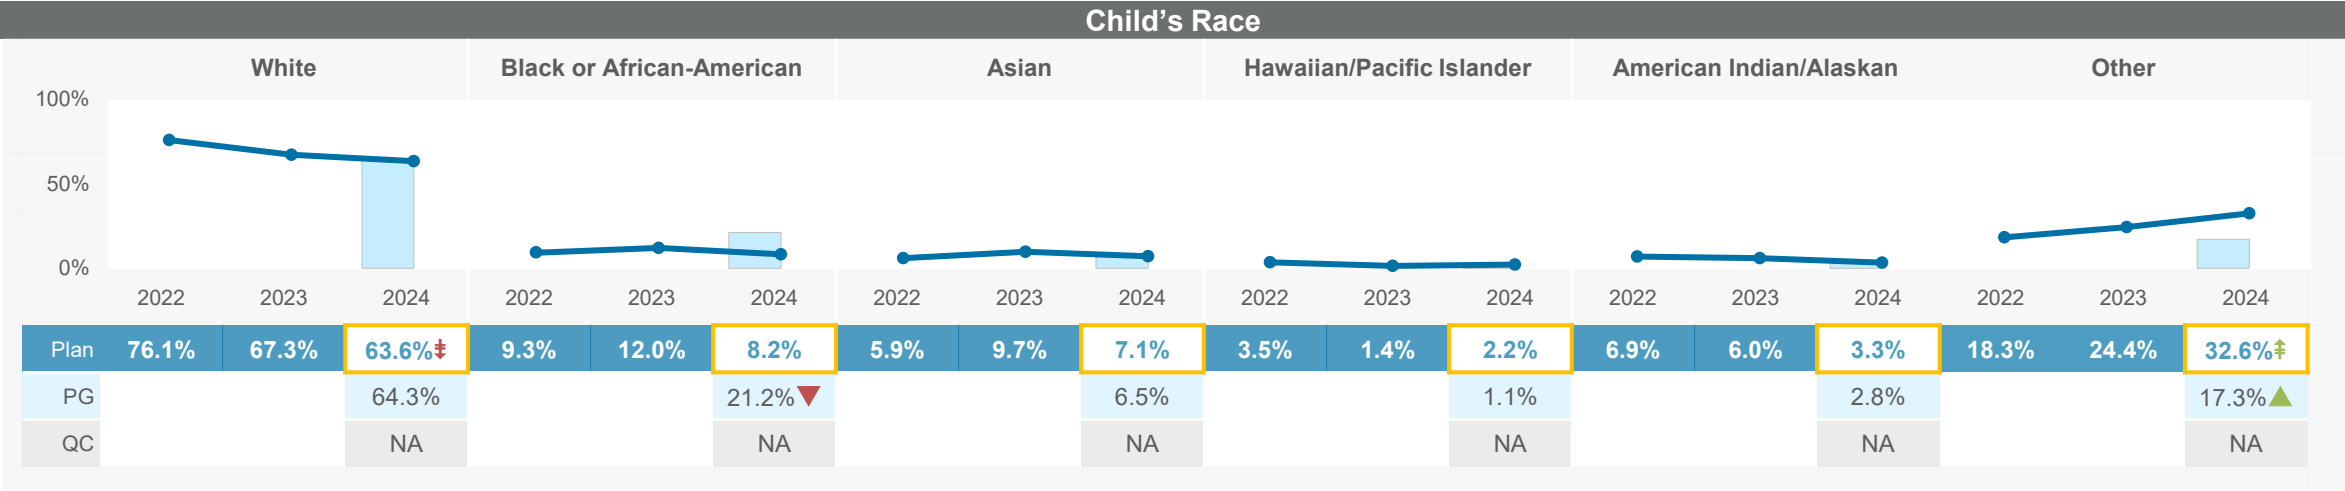 Child’s Race
White Black or African-American Asian Hawaiian/Pacific Islander American Indian/Alaskan Other
100%
50%
0%
2022 2023 2024 2022 2023 2024 2022 2023 2024 2022 2023 2024 2022 2023 2024 2022 2023 2024
Plan 76.1% 67.3% 63.6%⯯ 9.3% 12.0% 8.2% 5.9% 9.7% 7.1% 3.5% 1.4% 2.2% 6.9% 6.0% 3.3% 18.3% 24.4% 32.6%⯭
PG 64.3% 21.2%▼ 6.5% 1.1% 2.8% 17.3%▲
QC NA NA NA NA NA NA